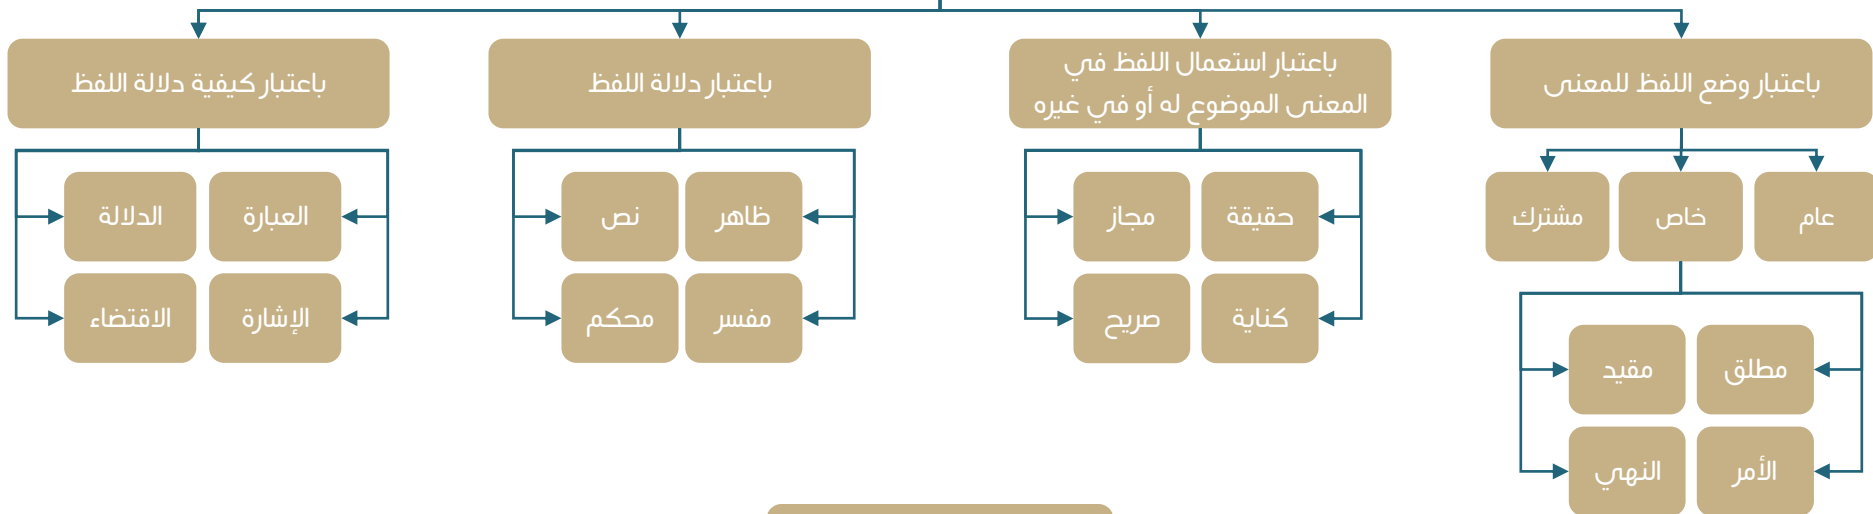 باعتبار وضع اللفظ للمعنى
باعتبار استعمال اللفظ في
المعنى الموضوع له أو في غيره
باعتبار دلالة اللفظ
باعتبار كيفية دلالة اللفظ
عام
خاص
مشترك
مطلق
مقيد
الأمر
النهي
حقيقة
مجاز
كناية
صريح
ظاهر
نص
مفسر
محكم
العبارة
الدلالة
الإشارة
الاقتضاء